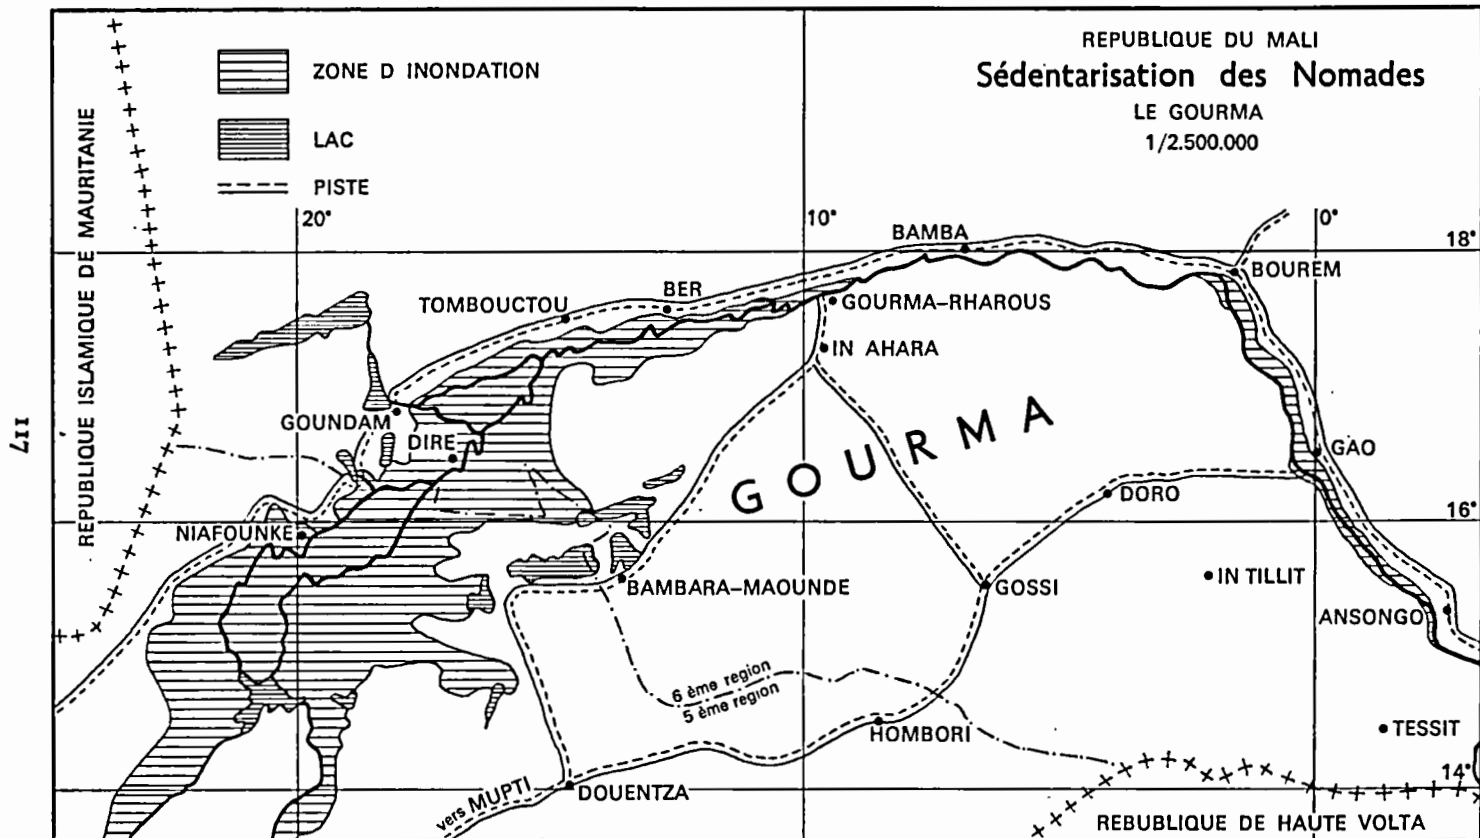 REPUBLIQUE DU MALI
Sédentarisation des Nomades
LE GOURMA
1/2.500.000
ZONE D INONDATION
LAC
PISTE
REPUBLIQUE ISLAMIQUE DE MAURITANIE
117
20°
10°
0°
18°
BAMBA
BOUREM
BER
TOMBOUCTOU
GOURMA-RHAROUS
IN AHARA
GOUNDAM
DIRE
GOURMA
GAO
DORO
16°
NIAFOUNKE
BAMBARA-MAOUNDE
GOSSI
IN TILLIT
ANSONGO
6 ème region
5 ème region
HOMBORI
TESSIT
14°
vers MUPTI
DOUENTZA
REBUBLIQUE DE HAUTE VOLTA